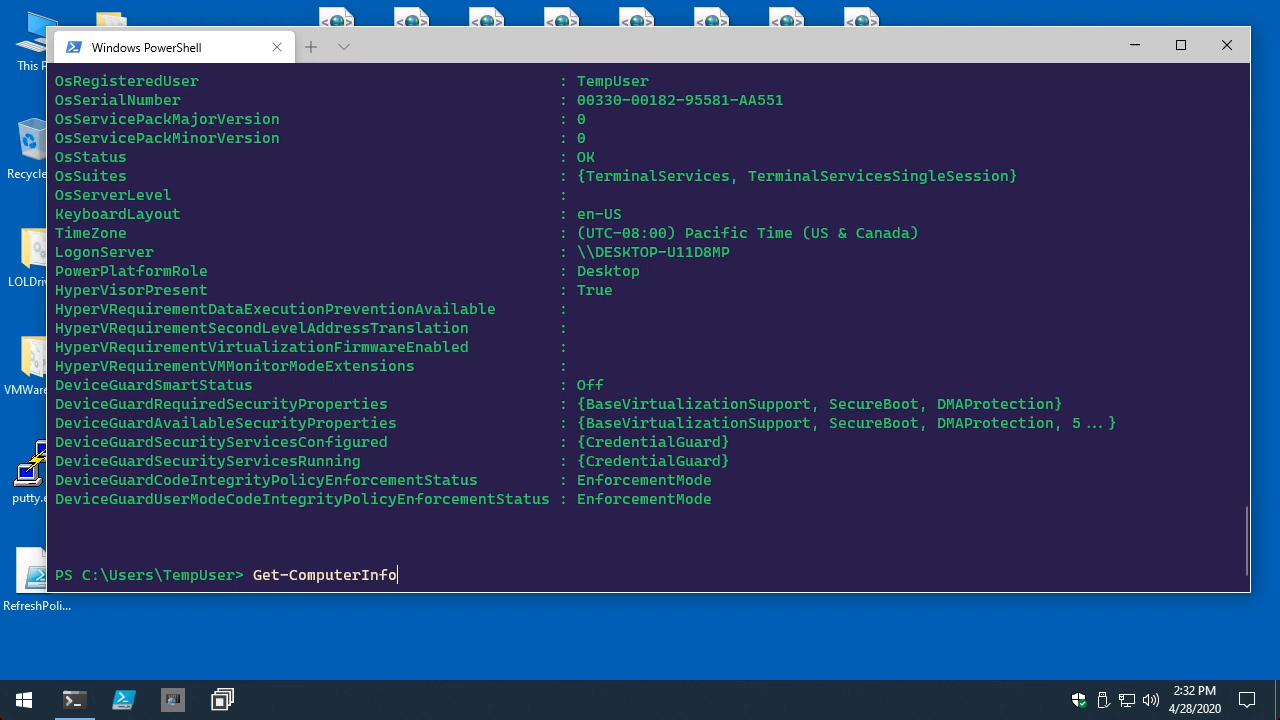 This P
Recycle
LOLDriv
VMWare
putty.e
RefreshPoli...
Windows PowerShell
OsRegisteredUser : TempUser
OsSerialNumber : 00330-00182-95581-AA551
OsServicePackMajorVersion : 0
OsServicePackMinorVersion : 0
OsStatus : OK
OsSuites : {TerminalServices, TerminalServicesSingleSession}
OsServerLevel :
KeyboardLayout : en-US
TimeZone : (UTC-08:00) Pacific Time (US & Canada)
LogonServer : \\DESKTOP-U11D8MP
PowerPlatformRole : Desktop
HyperVisorPresent : True
HyperVRequirementDataExecutionPreventionAvailable :
HyperVRequirementSecondLevelAddressTranslation :
HyperVRequirementVirtualizationFirmwareEnabled :
HyperVRequirementVMMonitorModeExtensions :
DeviceGuardSmartStatus : Off
DeviceGuardRequiredSecurityProperties : {BaseVirtualizationSupport, SecureBoot, DMAProtection}
DeviceGuardAvailableSecurityProperties : {BaseVirtualizationSupport, SecureBoot, DMAProtection, 5...}
DeviceGuardSecurityServicesConfigured : {CredentialGuard}
DeviceGuardSecurityServicesRunning : {CredentialGuard}
DeviceGuardCodeIntegrityPolicyEnforcementStatus : EnforcementMode
DeviceGuardUserModeCodeIntegrityPolicyEnforcementStatus : EnforcementMode
PS C:\Users\TempUser> Get-ComputerInfo
2:32 PM
4/28/2020